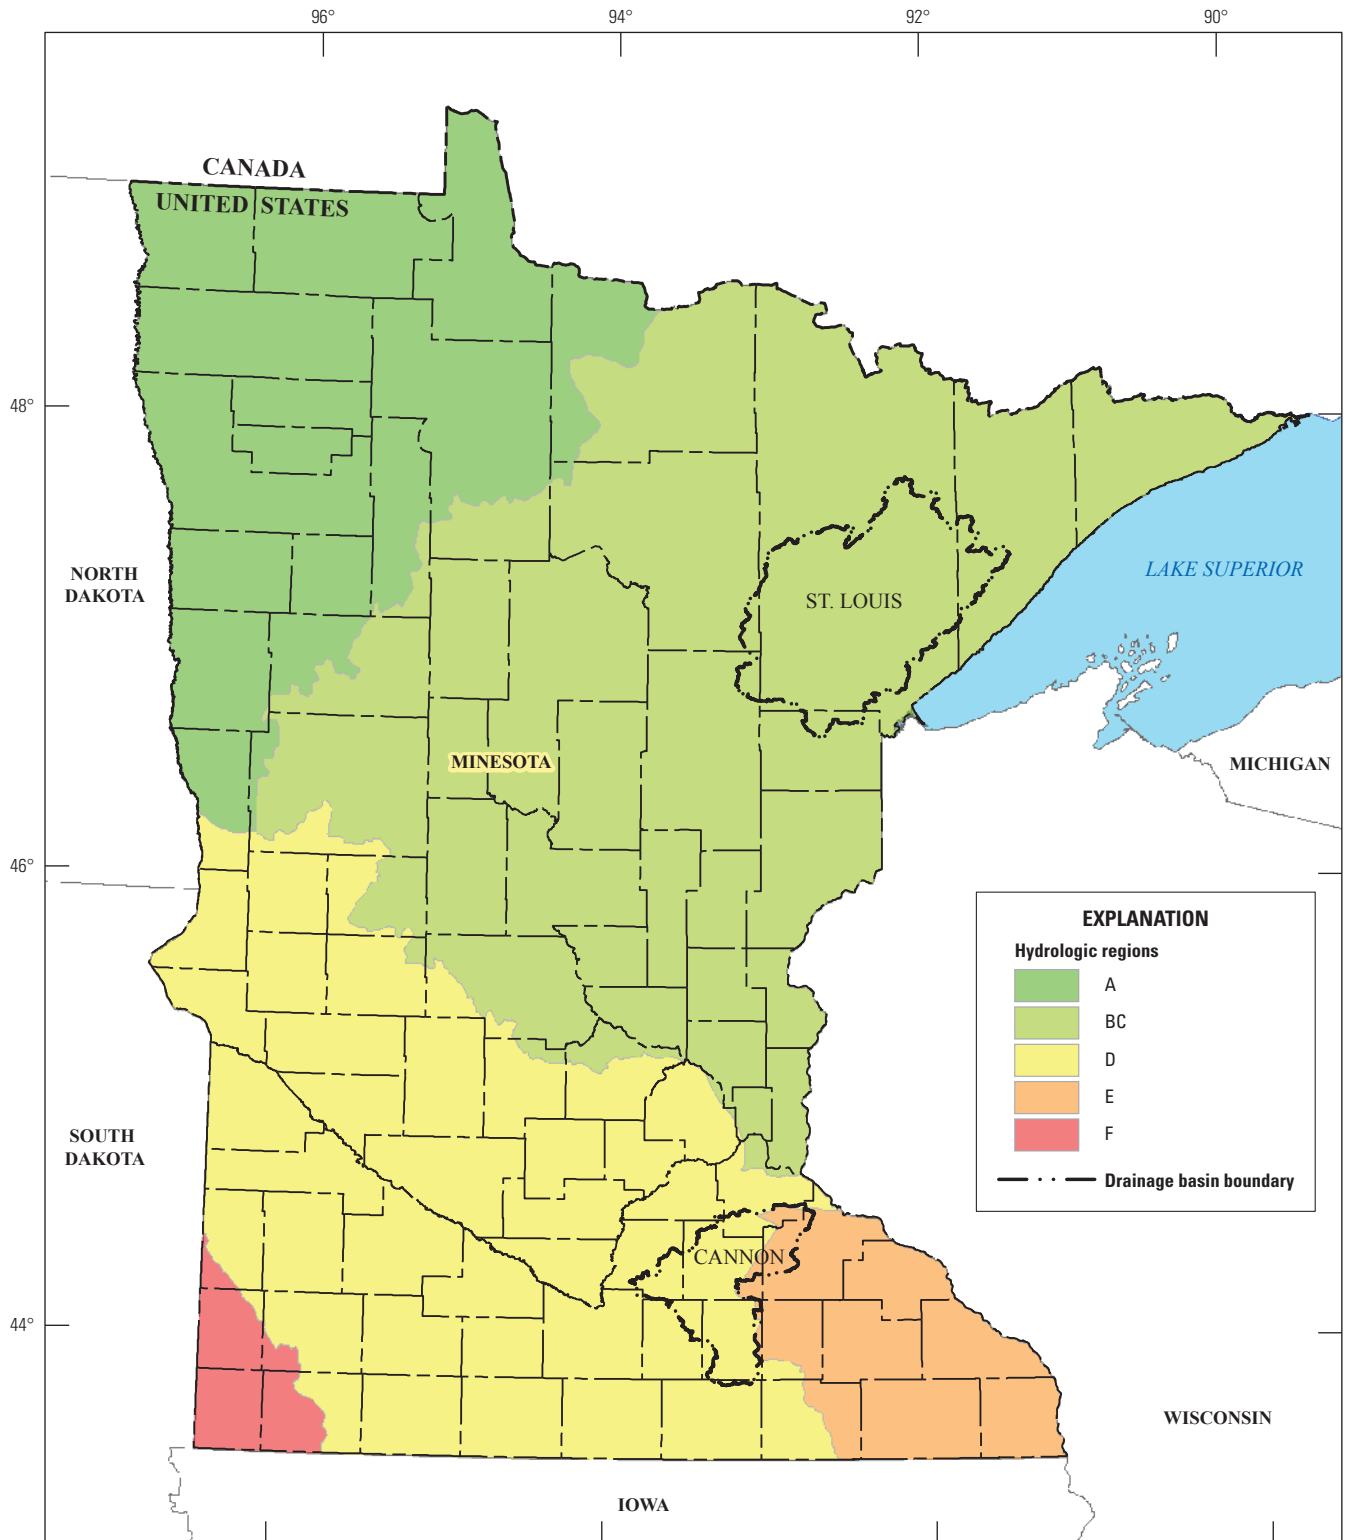 96°
94°
92°
90°
CANADA
UNITED STATES
48°
NORTH
DAKOTA
LAKE SUPERIOR
ST. LOUIS
MINESOTA
MICHIGAN
46°
EXPLANATION
Hydrologic regions
A
BC
D
E
F
Drainage basin boundary
SOUTH
DAKOTA
CANNON
44°
WISCONSIN
IOWA